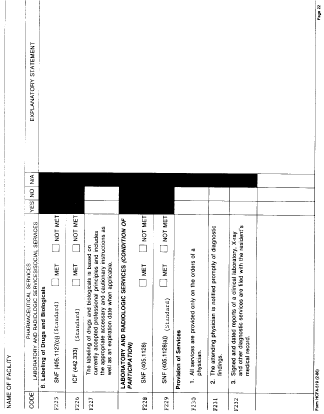 NAME OF FACILITY
CODE
PHARMACEUTICAL SERVICES
LABORATORY AND RADIOLOGIC SERVICES/SOCIAL SERVICES
YES NO N/A
EXPLANATORY STATEMENT
B. Labeling of Drugs and Biologicals
F225 SNF (405.1127(b)) (Standard) MET NOT MET
F226 ICF (442.333) (Standard) MET NOT MET
F227 The labeling of drugs and biologicals is based on
currently accepted professional principles and includes
the appropriate accessory and cautionary instructions as
well as an expiration date when applicable.
LABORATORY AND RADIOLOGIC SERVICES (CONDITION OF
PARTICIPATION)
F228 SNF (405.1128) MET NOT MET
F229 SNF (405.1128(a)) (Standard) MET NOT MET
Provision of Services
F230 1. All services are provided only on the orders of a
physician.
F231 2. The attending physician is notified promptly of diagnostic
findings.
F232 3. Signed and dated reports of a clinical laboratory, X-ray
and other diagnostic services are filed with the resident's
medical record.
Page 22